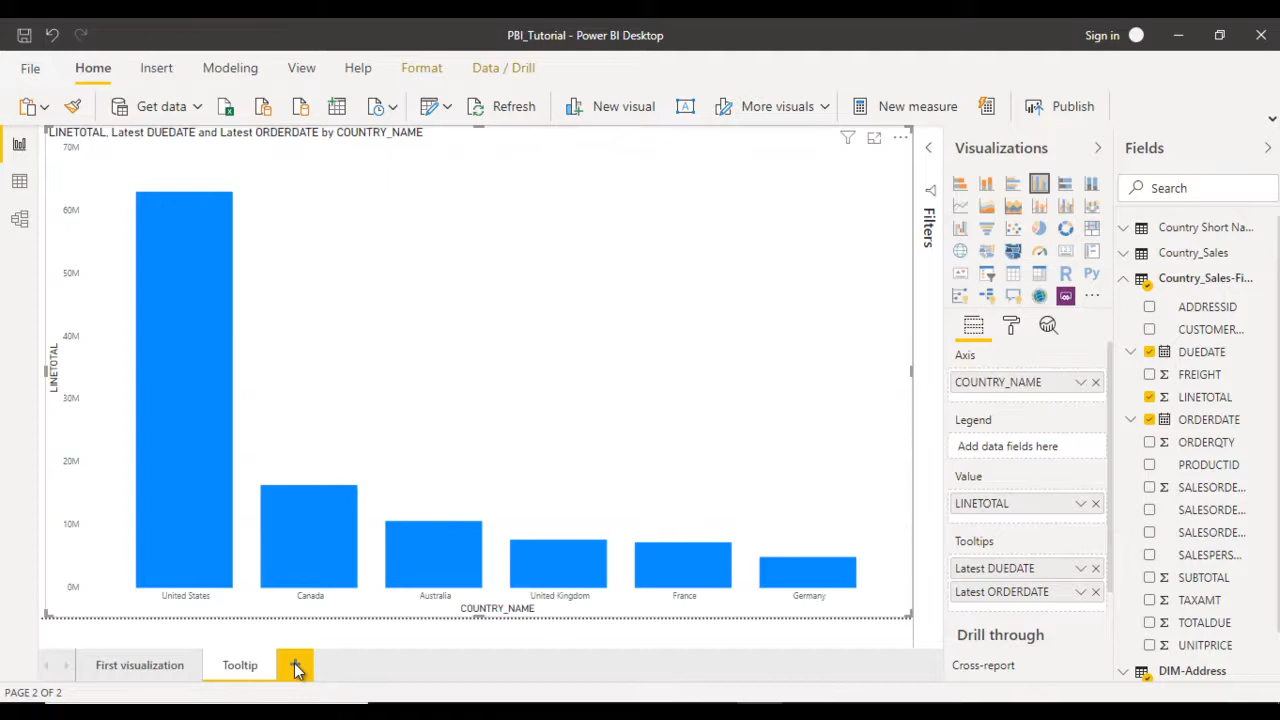 PBI_Tutorial - Power BI Desktop
Sign in
File
Home
Insert
Modeling
View
Help
Format
Data / Drill
Get data
Refresh
New visual
More visuals
New measure
Publish
LINETOTAL, Latest DUEDATE and Latest ORDERDATE by COUNTRY_NAME
70M
60M
50M
40M
30M
20M
10M
0M
LINETOTAL
United States
Canada
Australia
United Kingdom
France
Germany
COUNTRY_NAME
Filters
Visualizations
R
Py
Axis
COUNTRY_NAME
Legend
Add data fields here
Value
LINETOTAL
Tooltips
Latest DUEDATE
Latest ORDERDATE
Drill through
Cross-report
Fields
Search
Country Short Na...
Country_Sales
Country_Sales-Fi...
ADDRESSID
CUSTOMER...
DUEDATE
FREIGHT
LINETOTAL
ORDERDATE
ORDERQTY
PRODUCTID
SALESORDE...
SALESORDE...
SALESORDE...
SALESPERS...
SUBTOTAL
TAXAMT
TOTALDUE
UNITPRICE
DIM-Address
First visualization
Tooltip
PAGE 2 OF 2